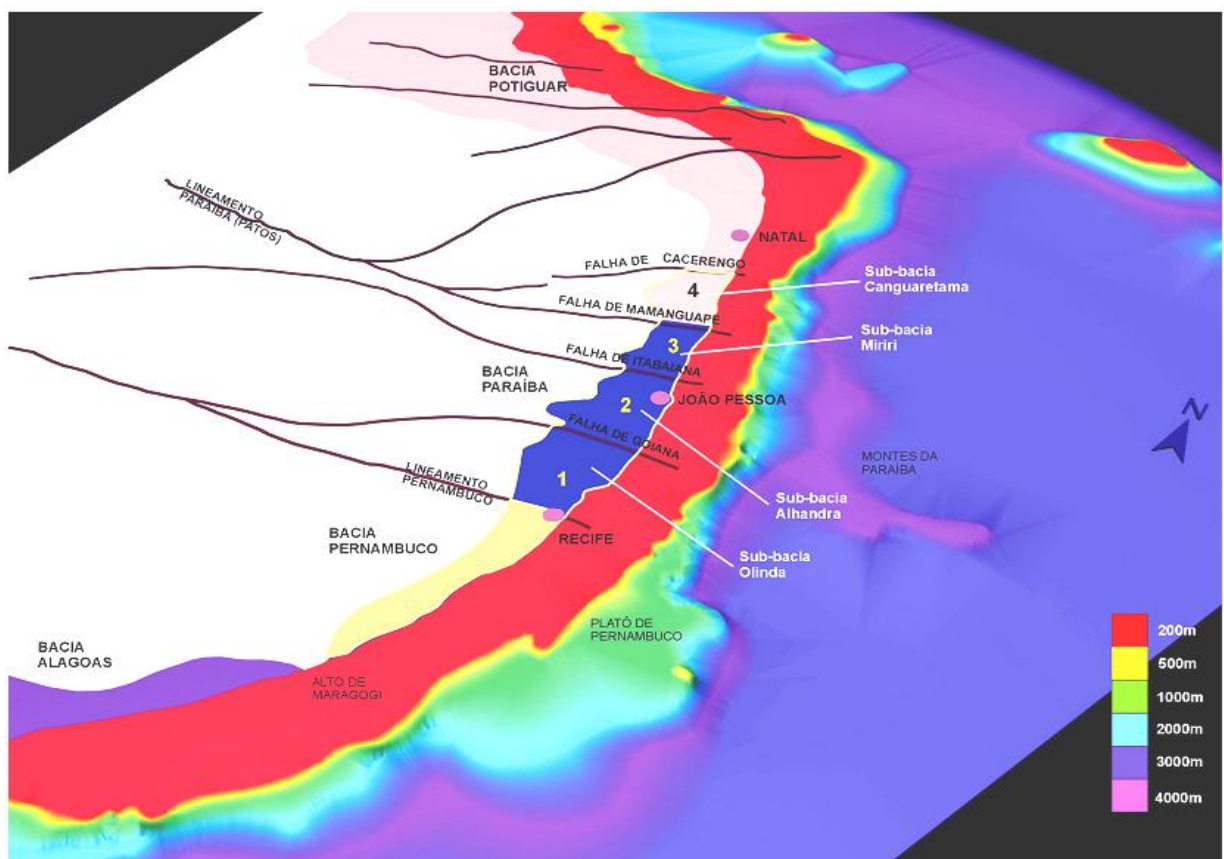 BACIA
POTIGUAR
LINEAMENTO
PARAÍBA (PATOS)
NATAL
FALHA DE CACERENGO
4
Sub-bacia
Canguaretama
FALHA DE MAMANGUAPE
3
Sub-bacia
Miriri
FALHA DE ITABAIANA
BACIA
PARAÍBA
2
JOÃO PESSOA
N
FALHA DE GOIANA
MONTES DA
PARAÍBA
LINEAMENTO
PERNAMBUCO
1
Sub-bacia
Alhandra
BACIA
PERNAMBUCO
RECIFE
Sub-bacia
Olinda
PLATÔ DE
PERNAMBUCO
BACIA
ALAGOAS
ALTO DE
MARAGOGI
200m
500m
1000m
2000m
3000m
4000m